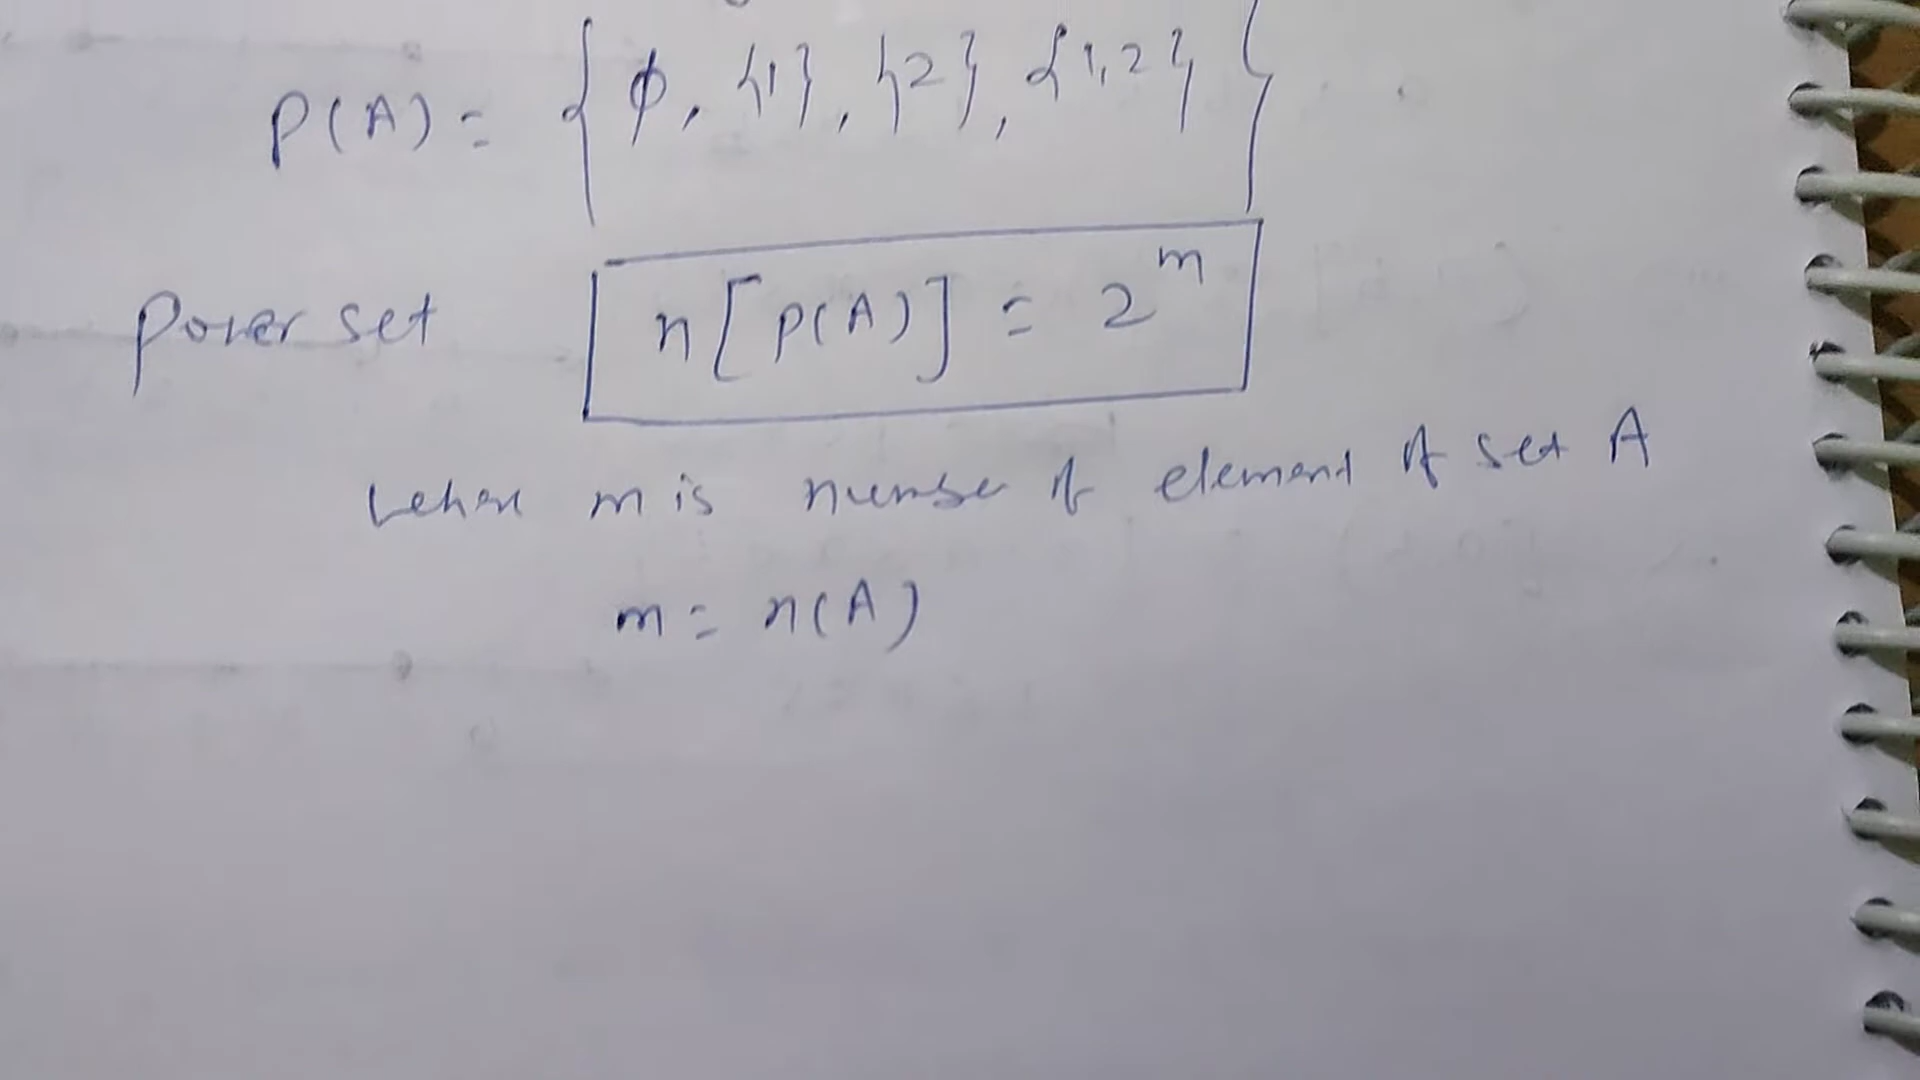 P(A) = { ϕ, {1}, {2}, {1,2} }
Power set n[P(A)] = 2^m
where m is number of element of set A
m = n(A)